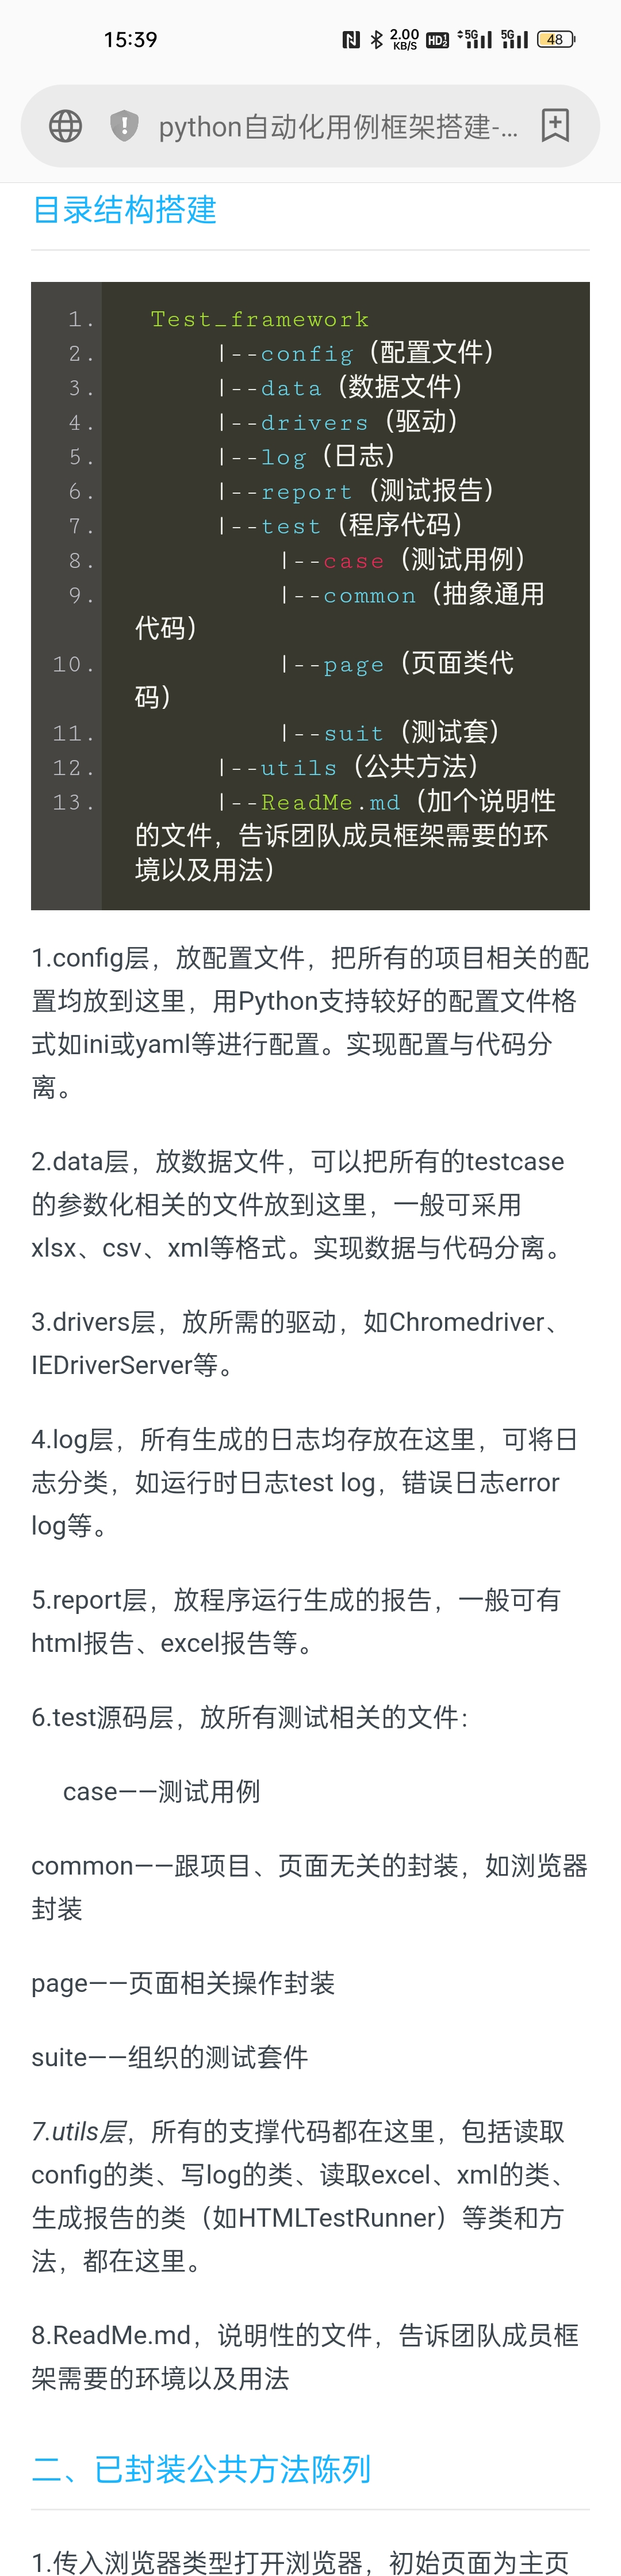 15:39
2.00 KB/S HD 1 2 5G 5G 48
python自动化用例框架搭建-...
目录结构搭建
1. Test_framework
2. |--config（配置文件）
3. |--data（数据文件）
4. |--drivers（驱动）
5. |--log（日志）
6. |--report（测试报告）
7. |--test（程序代码）
8. |--case（测试用例）
9. |--common（抽象通用
代码）
10. |--page（页面类代
码）
11. |--suit（测试套）
12. |--utils（公共方法）
13. |--ReadMe.md（加个说明性
的文件，告诉团队成员框架需要的环
境以及用法）
1.config层，放配置文件，把所有的项目相关的配
置均放到这里，用Python支持较好的配置文件格
式如ini或yaml等进行配置。实现配置与代码分
离。
2.data层，放数据文件，可以把所有的testcase
的参数化相关的文件放到这里，一般可采用
xlsx、csv、xml等格式。实现数据与代码分离。
3.drivers层，放所需的驱动，如Chromedriver、
IEDriverServer等。
4.log层，所有生成的日志均存放在这里，可将日
志分类，如运行时日志test log，错误日志error
log等。
5.report层，放程序运行生成的报告，一般可有
html报告、excel报告等。
6.test源码层，放所有测试相关的文件：
case——测试用例
common——跟项目、页面无关的封装，如浏览器
封装
page——页面相关操作封装
suite——组织的测试套件
7.utils层，所有的支撑代码都在这里，包括读取
config的类、写log的类、读取excel、xml的类、
生成报告的类（如HTMLTestRunner）等类和方
法，都在这里。
8.ReadMe.md，说明性的文件，告诉团队成员框
架需要的环境以及用法
二、已封装公共方法陈列
1.传入浏览器类型打开浏览器，初始页面为主页